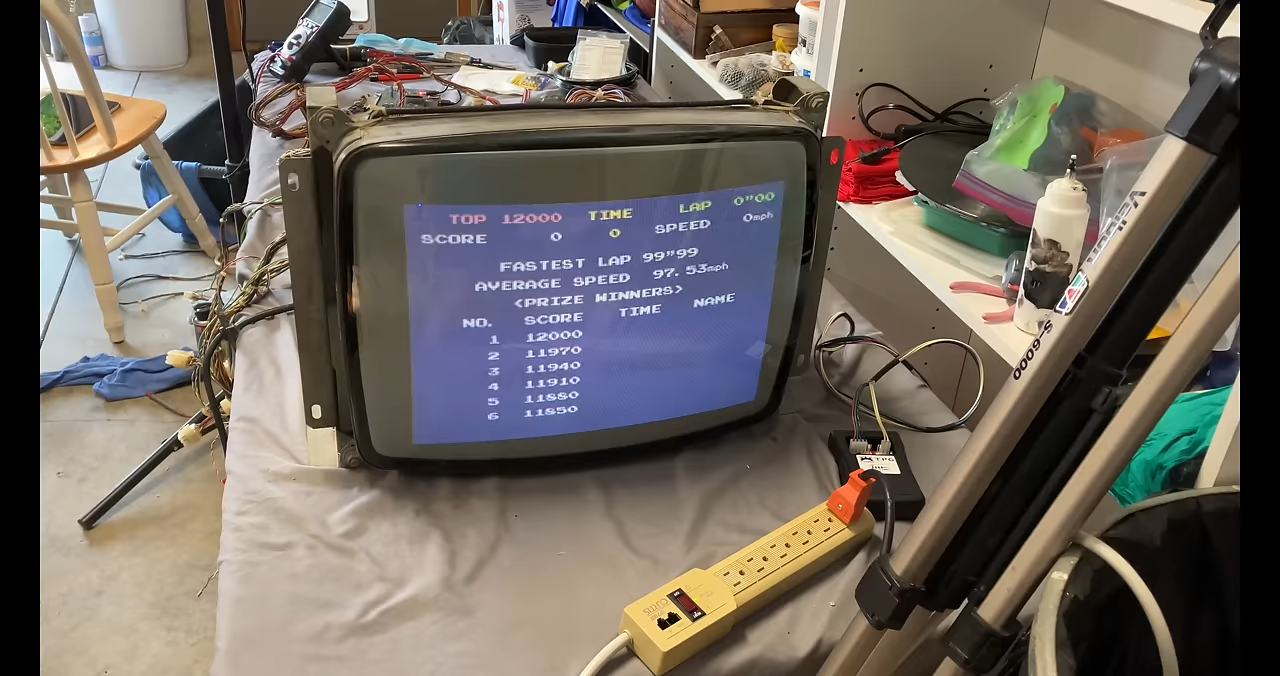 TOP 12000 TIME LAP 0"00
SCORE 0 0 SPEED 0mph
FASTEST LAP 99"99
AVERAGE SPEED 97.53mph
<PRIZE WINNERS>
NO. SCORE TIME NAME
1 12000
2 11970
3 11940
4 11910
5 11880
6 11850
TPG
VELBON
S-6000